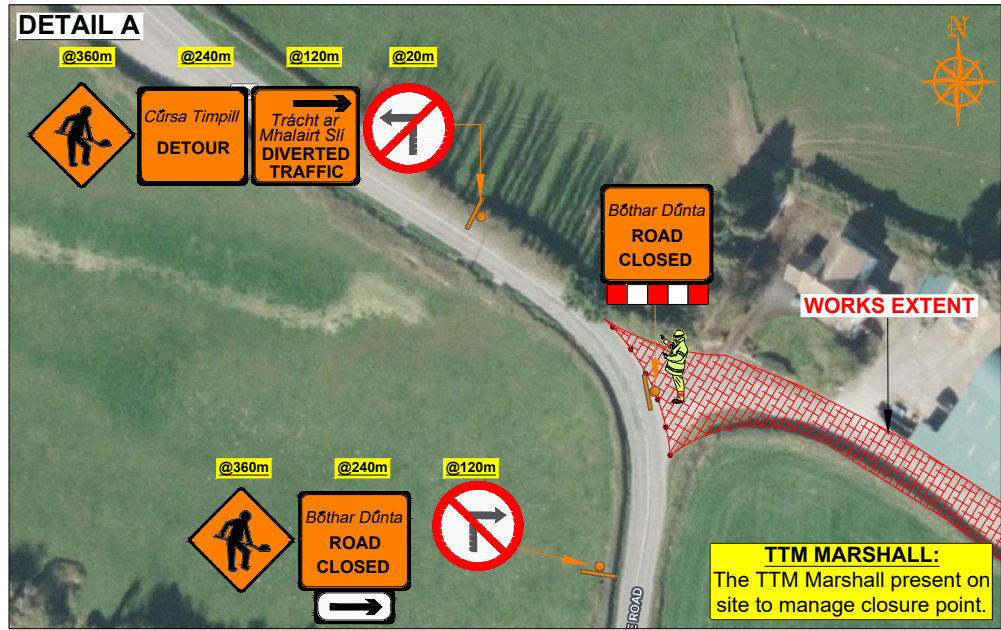 DETAIL A
@360m
@240m
@120m
@20m
N
Cúrsa Timpill
DETOUR
Trácht ar
Mhalairt Slí
DIVERTED
TRAFFIC
Bóthar Dúnta
ROAD
CLOSED
WORKS EXTENT
@360m
@240m
@120m
Bóthar Dúnta
ROAD
CLOSED
E ROAD
TTM MARSHALL:
The TTM Marshall present on
site to manage closure point.